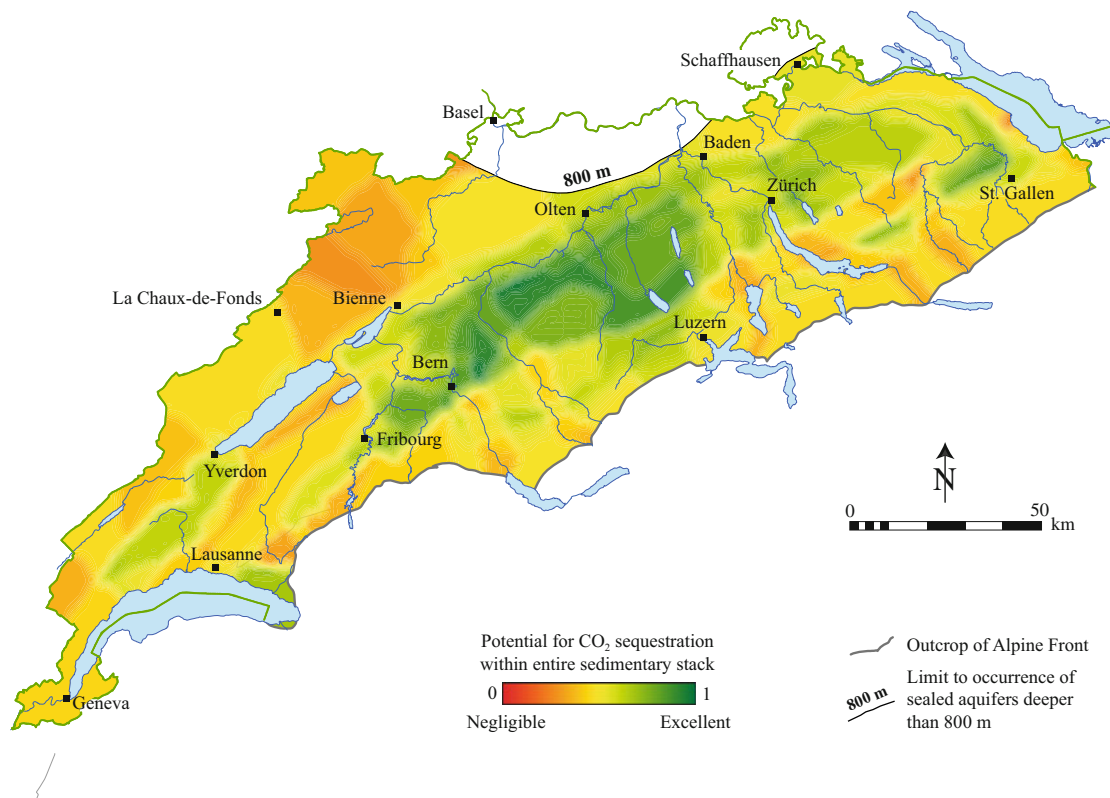 Schaffhausen
Basel
Baden
800 m
Zürich
St. Gallen
Olten
La Chaux-de-Fonds
Bienne
Luzern
Bern
Fribourg
Yverdon
N
0 50
km
Lausanne
Potential for CO₂ sequestration
within entire sedimentary stack
0 1
Negligible Excellent
Outcrop of Alpine Front
800 m
Limit to occurrence of
sealed aquifers deeper
than 800 m
Geneva